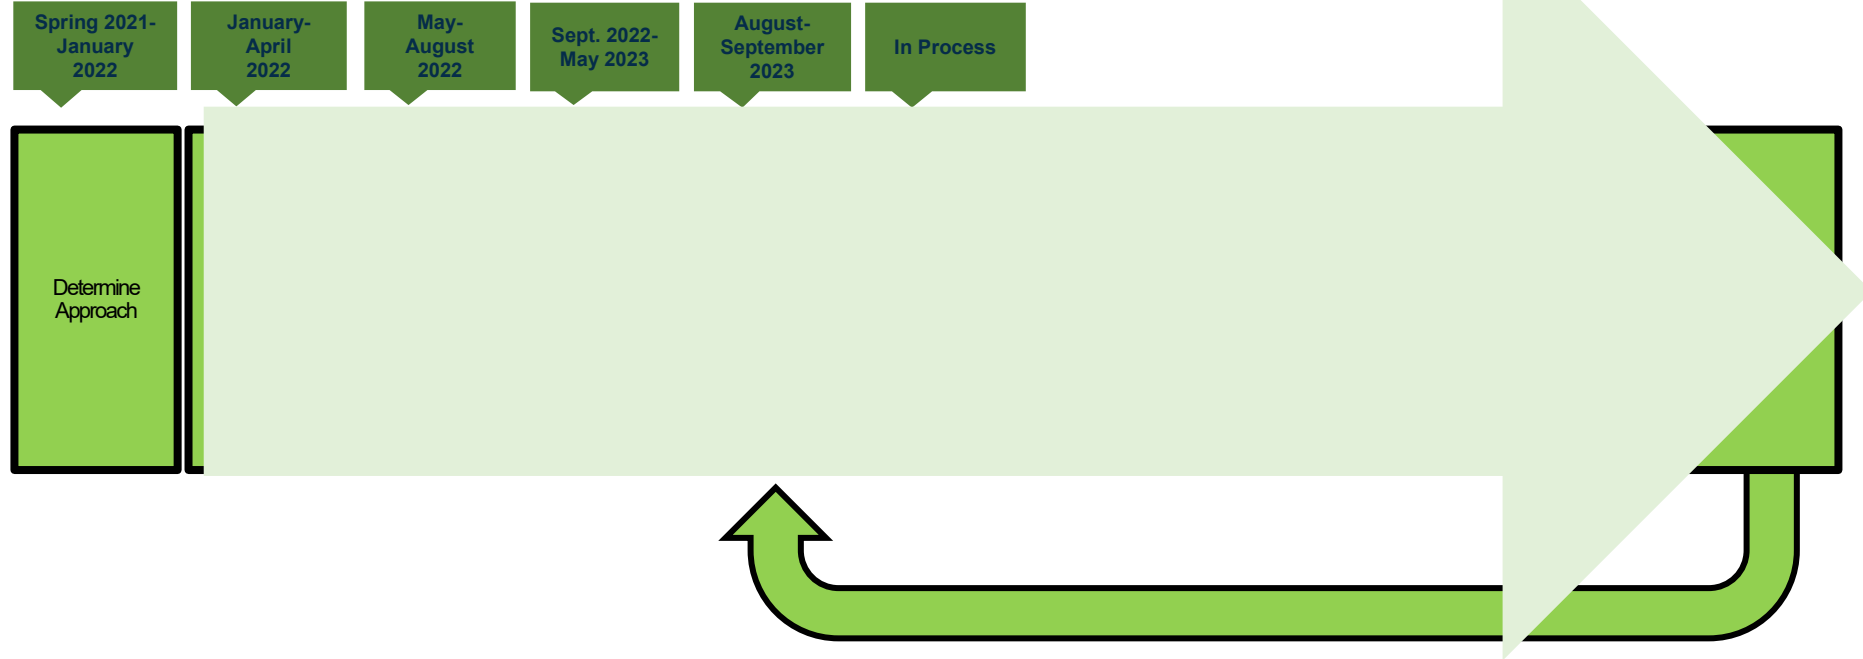 Spring 2021-
January
2022
January-
April
2022
May-
August
2022
Sept. 2022-
May 2023
August-
September
2023
In Process
Determine
Approach